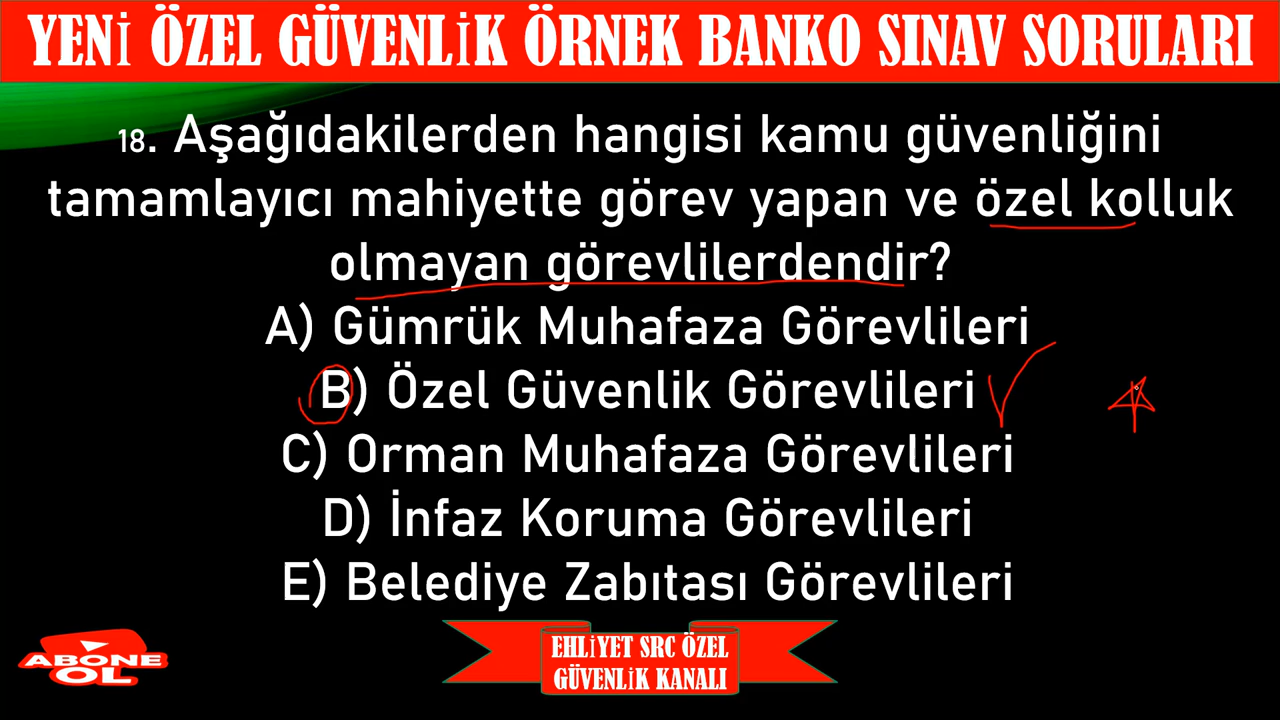 YENİ ÖZEL GÜVENLİK ÖRNEK BANKO SINAV SORULARI
18. Aşağıdakilerden hangisi kamu güvenliğini
tamamlayıcı mahiyette görev yapan ve özel kolluk
olmayan görevlilerdendir?
A) Gümrük Muhafaza Görevlileri
B) Özel Güvenlik Görevlileri
C) Orman Muhafaza Görevlileri
D) İnfaz Koruma Görevlileri
E) Belediye Zabıtası Görevlileri
ABONE
OL
EHLİYET SRC ÖZEL
GÜVENLİK KANALI